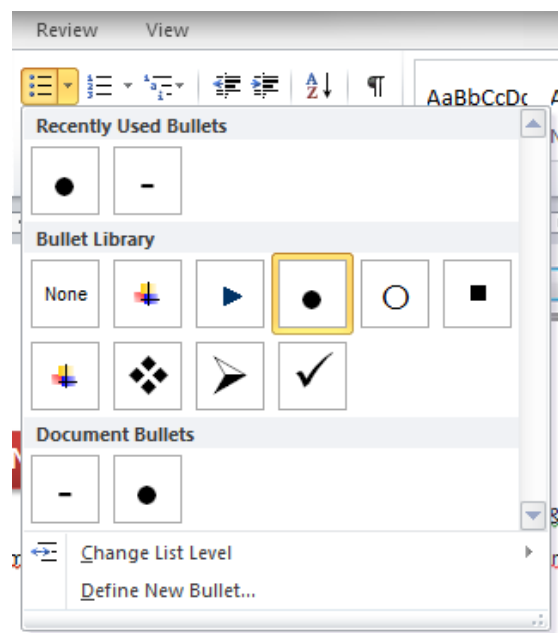 Review View
AaBbCcDc
Recently Used Bullets
Bullet Library
None
Document Bullets
Change List Level
Define New Bullet...